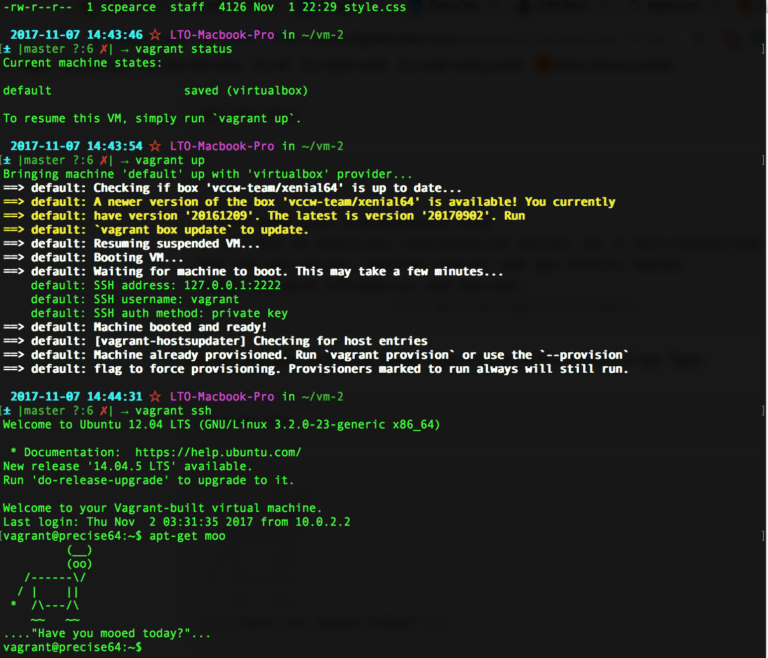 -rw-r--r--  1 scpearce  staff  4126 Nov  1 22:29 style.css
2017-11-07 14:43:46 ☆ LTO-Macbook-Pro in ~/vm-2
[± |master ?:6 ✗| → vagrant status ]
Current machine states:
default                   saved (virtualbox)
To resume this VM, simply run `vagrant up`.
2017-11-07 14:43:54 ☆ LTO-Macbook-Pro in ~/vm-2
[± |master ?:6 ✗| → vagrant up ]
Bringing machine 'default' up with 'virtualbox' provider...
==> default: Checking if box 'vccw-team/xenial64' is up to date...
==> default: A newer version of the box 'vccw-team/xenial64' is available! You currently
==> default: have version '20161209'. The latest is version '20170902'. Run
==> default: `vagrant box update` to update.
==> default: Resuming suspended VM...
==> default: Booting VM...
==> default: Waiting for machine to boot. This may take a few minutes...
    default: SSH address: 127.0.0.1:2222
    default: SSH username: vagrant
    default: SSH auth method: private key
==> default: Machine booted and ready!
==> default: [vagrant-hostsupdater] Checking for host entries
==> default: Machine already provisioned. Run `vagrant provision` or use the `--provision`
==> default: flag to force provisioning. Provisioners marked to run always will still run.
2017-11-07 14:44:31 ☆ LTO-Macbook-Pro in ~/vm-2
[± |master ?:6 ✗| → vagrant ssh ]
Welcome to Ubuntu 12.04 LTS (GNU/Linux 3.2.0-23-generic x86_64)
 * Documentation:  https://help.ubuntu.com/
New release '14.04.5 LTS' available.
Run 'do-release-upgrade' to upgrade to it.
Welcome to your Vagrant-built virtual machine.
Last login: Thu Nov  2 03:31:35 2017 from 10.0.2.2
[vagrant@precise64:~$ apt-get moo ]
         (__)
         (oo)
   /------\/
  / |    ||
 *  /\---/\
    ~~   ~~
...."Have you mooed today?"...
vagrant@precise64:~$